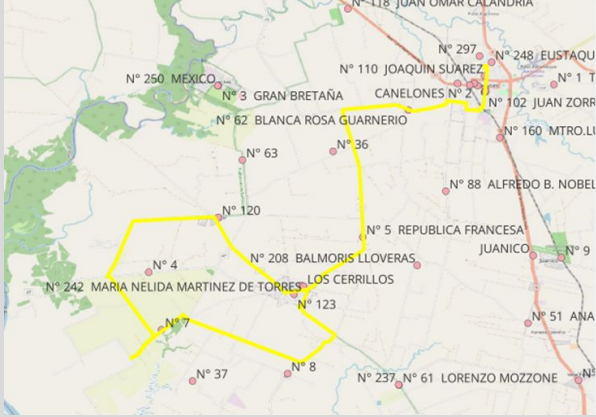 N° 118 JUAN OMAR CALANDRIA
N° 297
N° 248 EUSTAQU
N° 110 JOAQUIN SUAREZ
N° 250 MEXICO
N° 1 T
N° 3 GRAN BRETAÑA
CANELONES N° 2
N° 102 JUAN ZORR
N° 62 BLANCA ROSA GUARNERIO
N° 160 MTRO.LU
N° 36
N° 63
N° 88 ALFREDO B. NOBEL
N° 120
N° 5 REPUBLICA FRANCESA
JUANICO
N° 9
N° 208 BALMORIS LLOVERAS
N° 4
LOS CERRILLOS
N° 242 MARIA NELIDA MARTINEZ DE TORRES
N° 123
N° 7
N° 51 ANA
N° 8
N° 37
N° 237
N° 61 LORENZO MOZZONE
N°